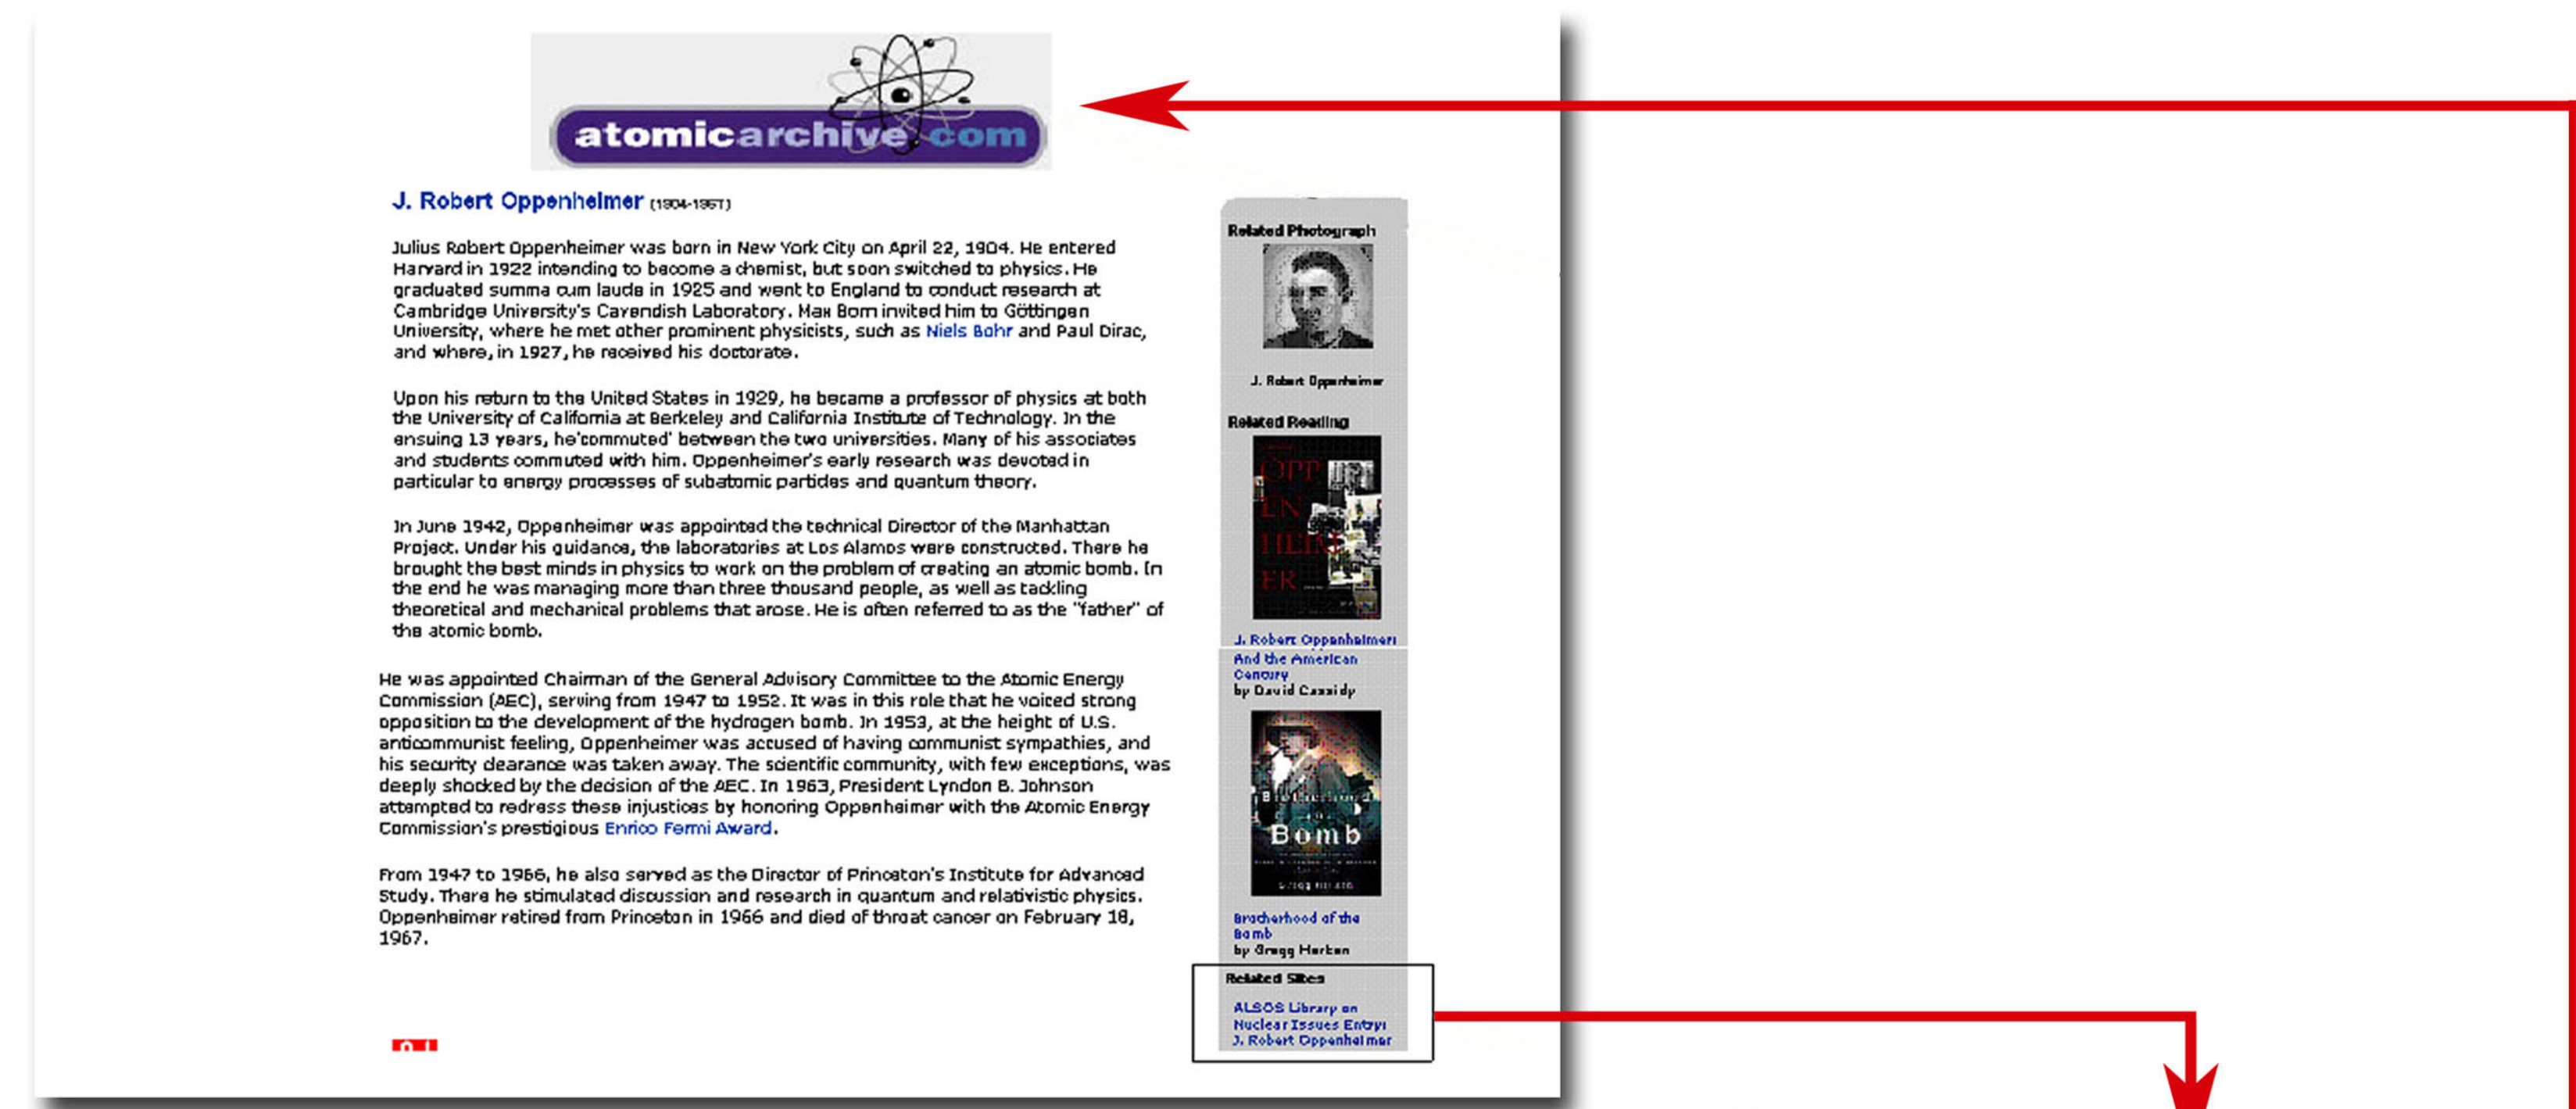 atomicarchive.com
J. Robert Oppenheimer (1904-1967)
Julius Robert Oppenheimer was born in New York City on April 22, 1904. He entered
Harvard in 1922 intending to become a chemist, but soon switched to physics. He
graduated summa cum laude in 1925 and went to England to conduct research at
Cambridge University's Cavendish Laboratory. Max Born invited him to Göttingen
University, where he met other prominent physicists, such as Niels Bohr and Paul Dirac,
and where, in 1927, he received his doctorate.
Upon his return to the United States in 1929, he became a professor of physics at both
the University of California at Berkeley and California Institute of Technology. In the
ensuing 13 years, he'commuted' between the two universities. Many of his associates
and students commuted with him. Oppenheimer's early research was devoted in
particular to energy processes of subatomic particles and quantum theory.
In June 1942, Oppenheimer was appointed the technical Director of the Manhattan
Project. Under his guidance, the laboratories at Los Alamos were constructed. There he
brought the best minds in physics to work on the problem of creating an atomic bomb. In
the end he was managing more than three thousand people, as well as tackling
theoretical and mechanical problems that arose. He is often referred to as the "father" of
the atomic bomb.
He was appointed Chairman of the General Advisory Committee to the Atomic Energy
Commission (AEC), serving from 1947 to 1952. It was in this role that he voiced strong
opposition to the development of the hydrogen bomb. In 1953, at the height of U.S.
anticommunist feeling, Oppenheimer was accused of having communist sympathies, and
his security clearance was taken away. The scientific community, with few exceptions, was
deeply shocked by the decision of the AEC. In 1963, President Lyndon B. Johnson
attempted to redress these injustices by honoring Oppenheimer with the Atomic Energy
Commission's prestigious Enrico Fermi Award.
From 1947 to 1966, he also served as the Director of Princeton's Institute for Advanced
Study. There he stimulated discussion and research in quantum and relativistic physics.
Oppenheimer retired from Princeton in 1966 and died of throat cancer on February 18,
1967.
Related Photograph
J. Robert Oppenheimer
Related Reading
OPP
EN
HEIM
ER
J. Robert Oppenheimer:
And the American
Century
by David Cassidy
Brotherhood
Bomb
Gregg Herken
Brotherhood of the
Bomb
by Gregg Herken
Related Sites
ALSOS Library on
Nuclear Issues Entry:
J. Robert Oppenheimer